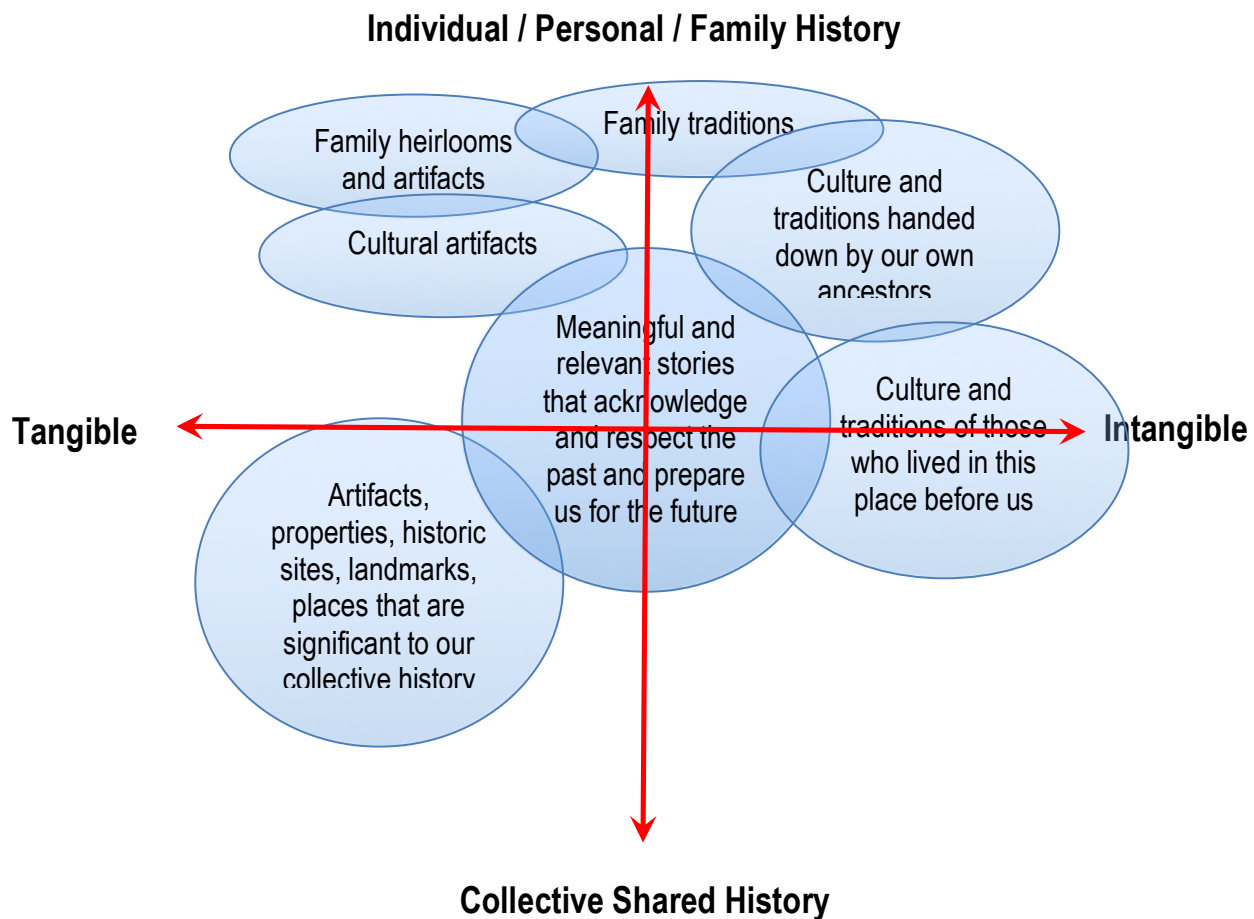 Individual / Personal / Family History
Family traditions
Family heirlooms
and artifacts
Culture and
traditions handed
down by our own
ancestors
Cultural artifacts
Meaningful and
relevant stories
that acknowledge
and respect the
past and prepare
us for the future
Culture and
traditions of those
who lived in this
place before us
Tangible
Intangible
Artifacts,
properties, historic
sites, landmarks,
places that are
significant to our
collective history
Collective Shared History